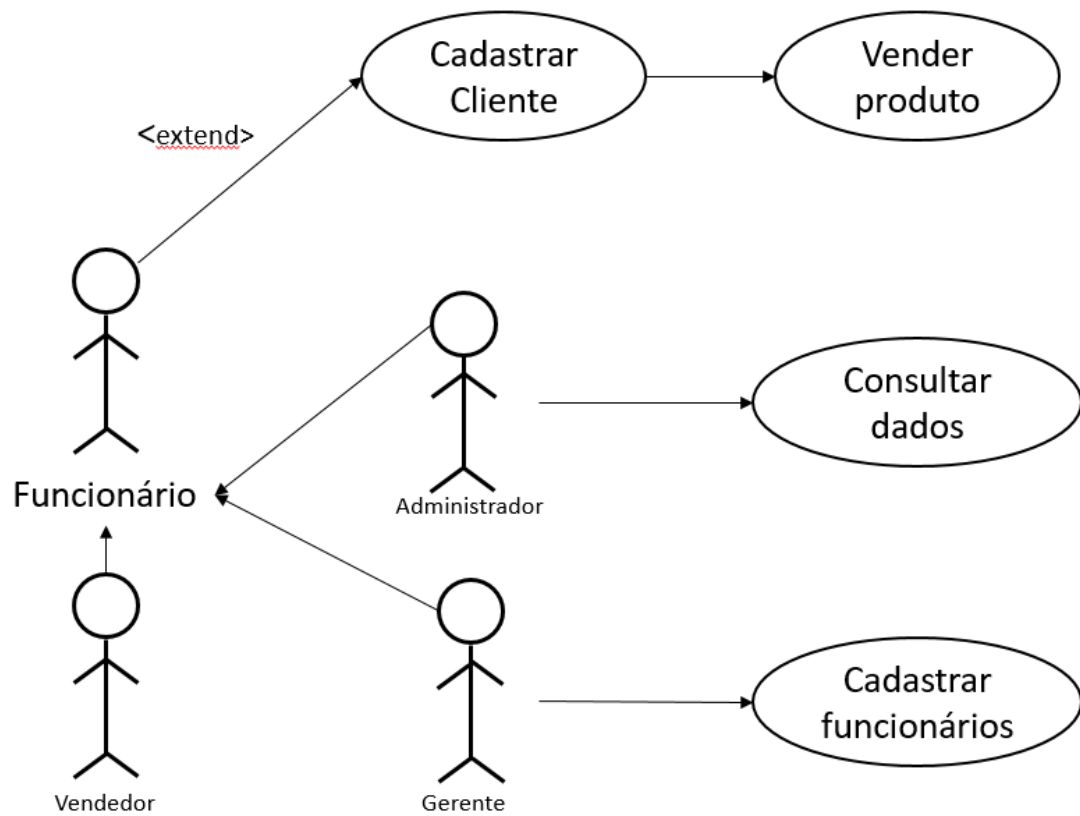 Cadastrar
Cliente
Vender
produto
<extend>
Consultar
dados
Funcionário
Administrador
Cadastrar
funcionários
Vendedor
Gerente